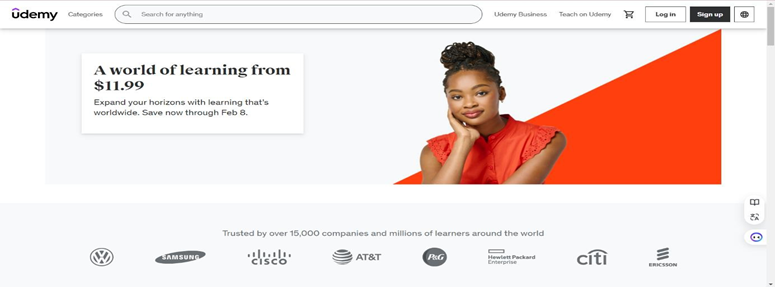 ûdemy Categories Search for anything Udemy Business Teach on Udemy Log in Sign up
A world of learning from
$11.99
Expand your horizons with learning that's
worldwide. Save now through Feb 8.
Trusted by over 15,000 companies and millions of learners around the world
VW SAMSUNG CISCO AT&T P&G Hewlett Packard
Enterprise citi ERICSSON